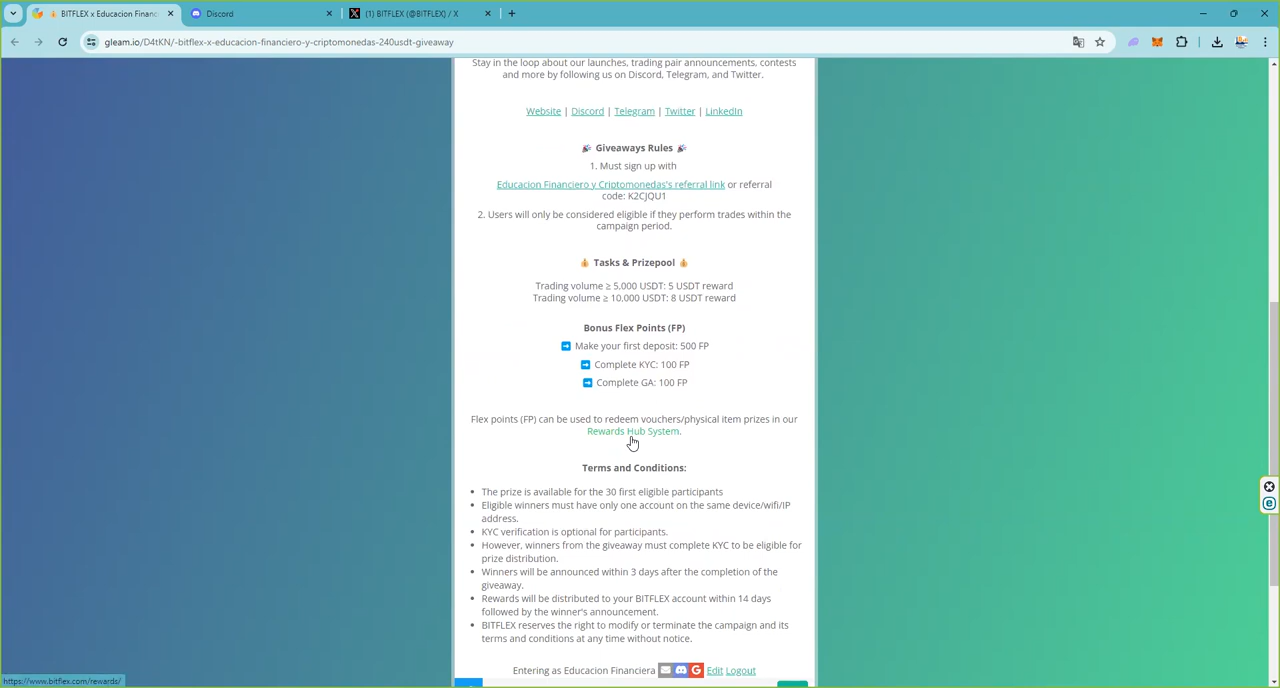 BITFLEX x Educacion Financi
Discord
(1) BITFLEX (@BITFLEX) / X
gleam.io/D4tKN/-bitflex-x-educacion-financiero-y-criptomonedas-240usdt-giveaway
Stay in the loop about our launches, trading pair announcements, contests
and more by following us on Discord, Telegram, and Twitter.
Website | Discord | Telegram | Twitter | LinkedIn
🎉 Giveaways Rules 🎉
1. Must sign up with
Educacion Financiero y Criptomonedas's referral link or referral
code: K2CJQU1
2. Users will only be considered eligible if they perform trades within the
campaign period.
💰 Tasks & Prizepool 💰
Trading volume ≥ 5,000 USDT: 5 USDT reward
Trading volume ≥ 10,000 USDT: 8 USDT reward
Bonus Flex Points (FP)
➡️ Make your first deposit: 500 FP
➡️ Complete KYC: 100 FP
➡️ Complete GA: 100 FP
Flex points (FP) can be used to redeem vouchers/physical item prizes in our
Rewards Hub System.
Terms and Conditions:
• The prize is available for the 30 first eligible participants
• Eligible winners must have only one account on the same device/wifi/IP
address.
• KYC verification is optional for participants.
• However, winners from the giveaway must complete KYC to be eligible for
prize distribution.
• Winners will be announced within 3 days after the completion of the
giveaway.
• Rewards will be distributed to your BITFLEX account within 14 days
followed by the winner's announcement.
• BITFLEX reserves the right to modify or terminate the campaign and its
terms and conditions at any time without notice.
Entering as Educacion Financiera G Edit Logout
https://www.bitflex.com/rewards/